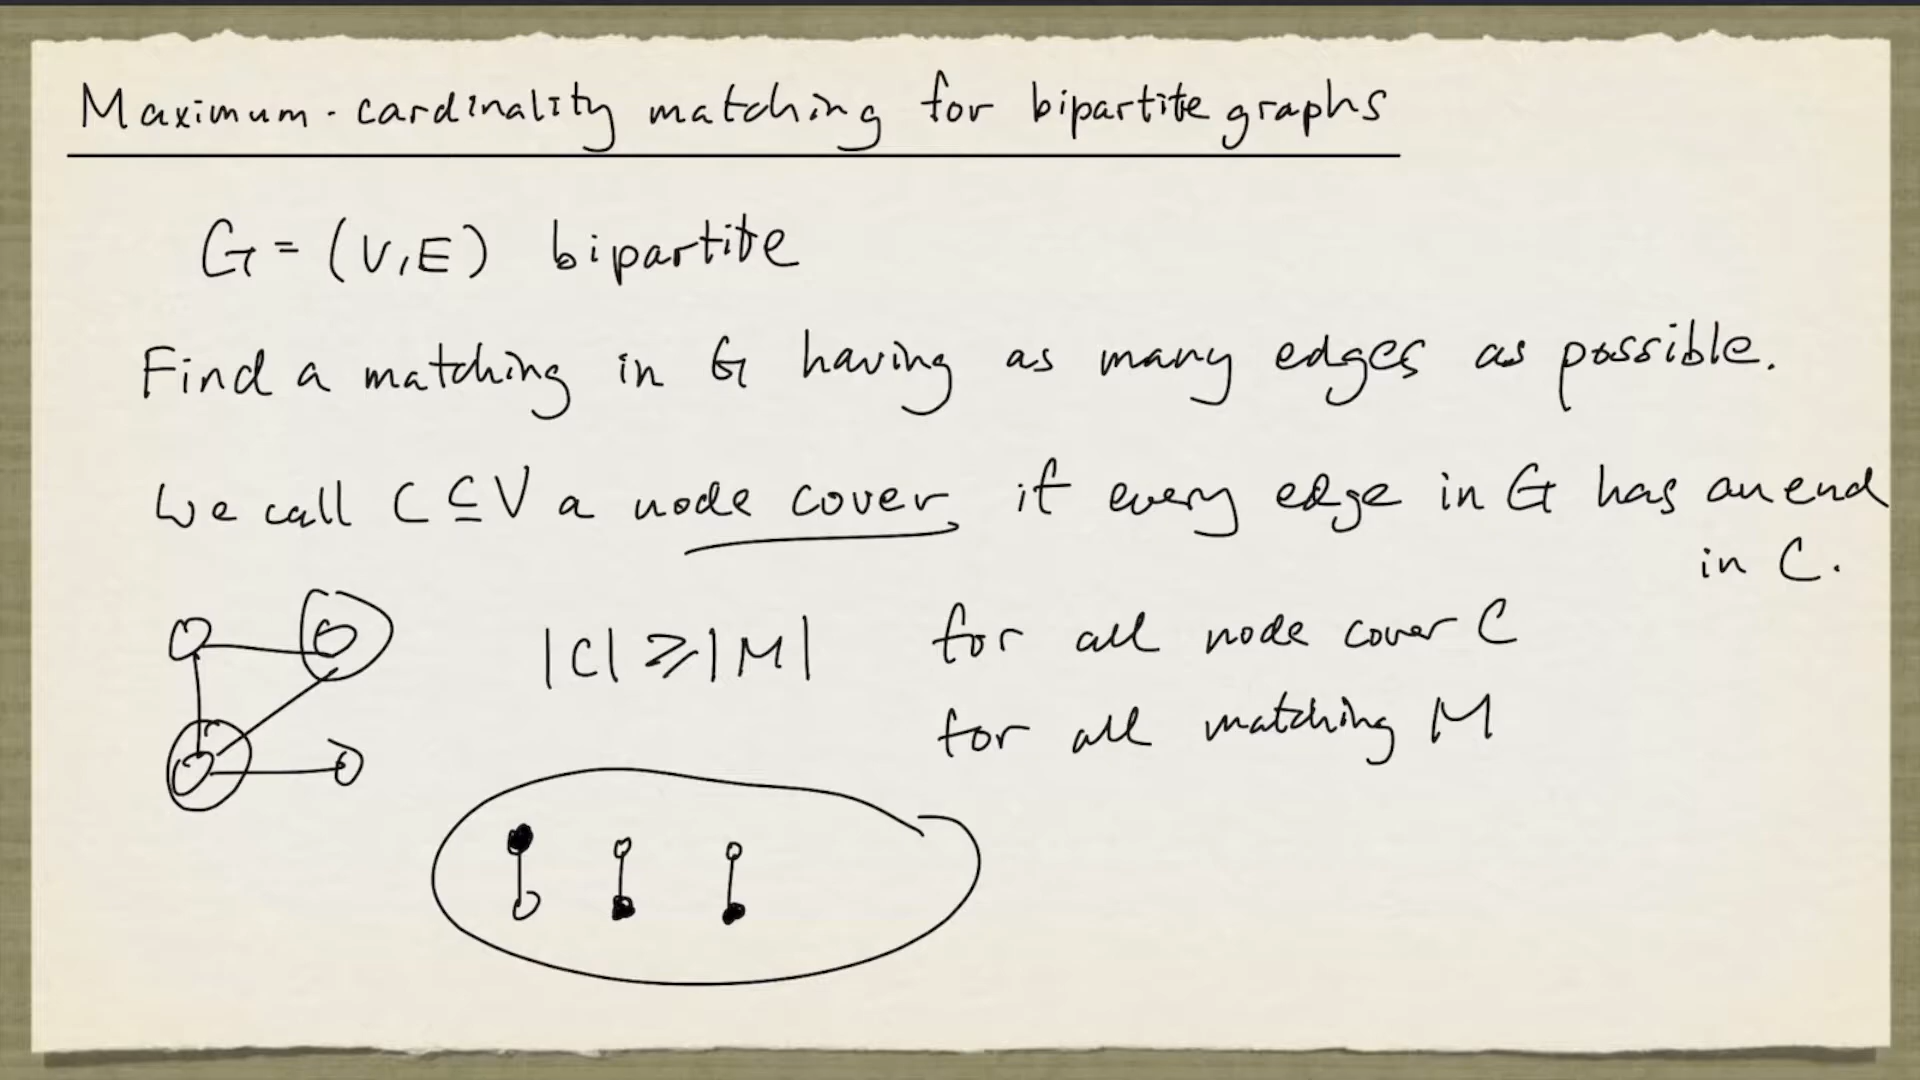 Maximum-cardinality matching for bipartite graphs
G = (V,E) bipartite
Find a matching in G having as many edges as possible.
We call C ⊆ V a node cover if every edge in G has an end
in C.
|C| ≥ |M| for all node cover C
for all matching M